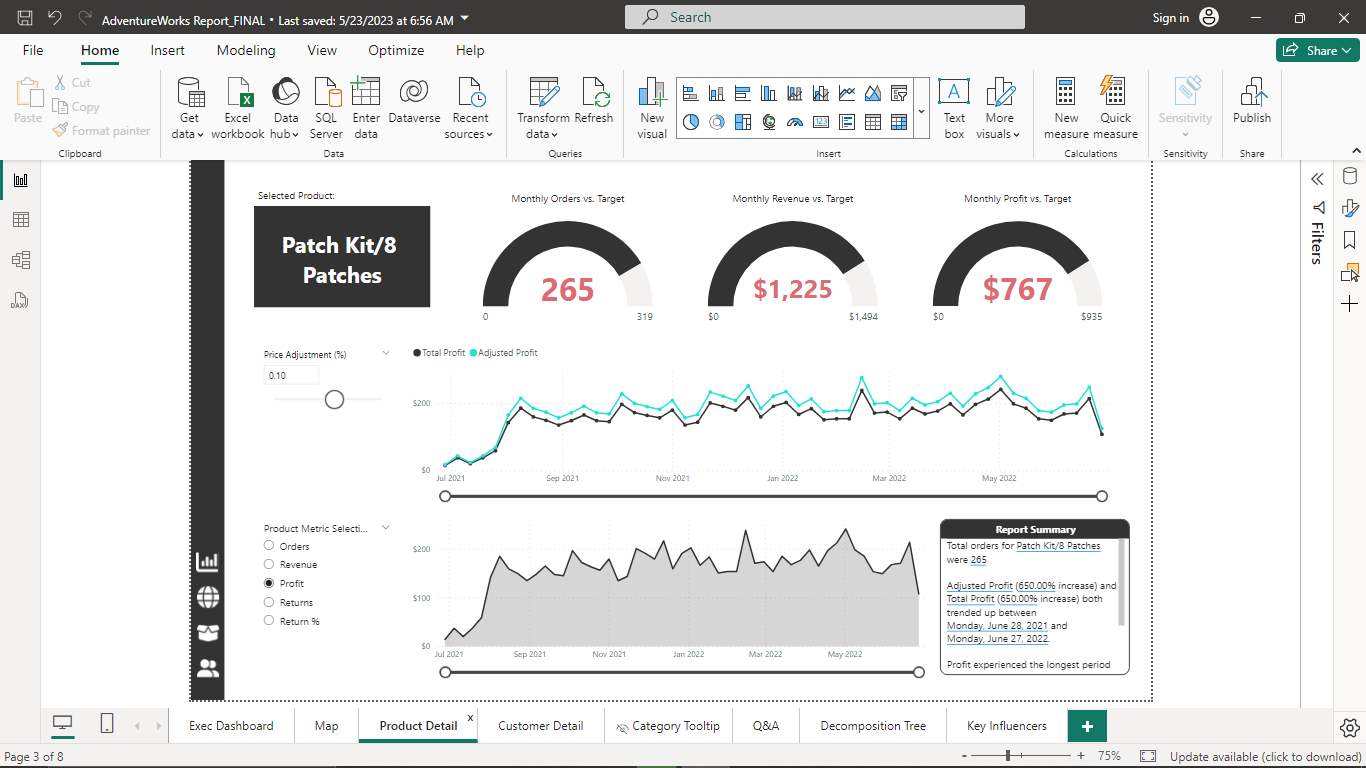 AdventureWorks Report_FINAL • Last saved: 5/23/2023 at 6:56 AM
Search
Sign in
File Home Insert Modeling View Optimize Help
Share
Paste
Cut
Copy
Format painter
Clipboard
Get data
Excel workbook
Data hub
SQL Server
Enter data
Dataverse
Recent sources
Data
Transform data
Refresh
Queries
New visual
123
A
Text box
More visuals
Insert
New measure
Quick measure
Calculations
Sensitivity
Sensitivity
Publish
Share
DAX
Filters
Selected Product:
Patch Kit/8
Patches
Monthly Orders vs. Target
265
0 319
Monthly Revenue vs. Target
$1,225
$0 $1,494
Monthly Profit vs. Target
$767
$0 $935
Price Adjustment (%)
0.10
Total Profit Adjusted Profit
$200
$0
Jul 2021 Sep 2021 Nov 2021 Jan 2022 Mar 2022 May 2022
Product Metric Selecti...
Orders
Revenue
Profit
Returns
Return %
$200
$100
$0
Jul 2021 Sep 2021 Nov 2021 Jan 2022 Mar 2022 May 2022
Report Summary
Total orders for Patch Kit/8 Patches
were 265
Adjusted Profit (650.00% increase) and
Total Profit (650.00% increase) both
trended up between
Monday, June 28, 2021 and
Monday, June 27, 2022.
Profit experienced the longest period
Exec Dashboard Map Product Detail x Customer Detail Category Tooltip Q&A Decomposition Tree Key Influencers +
Page 3 of 8
- + 75% Update available (click to download)